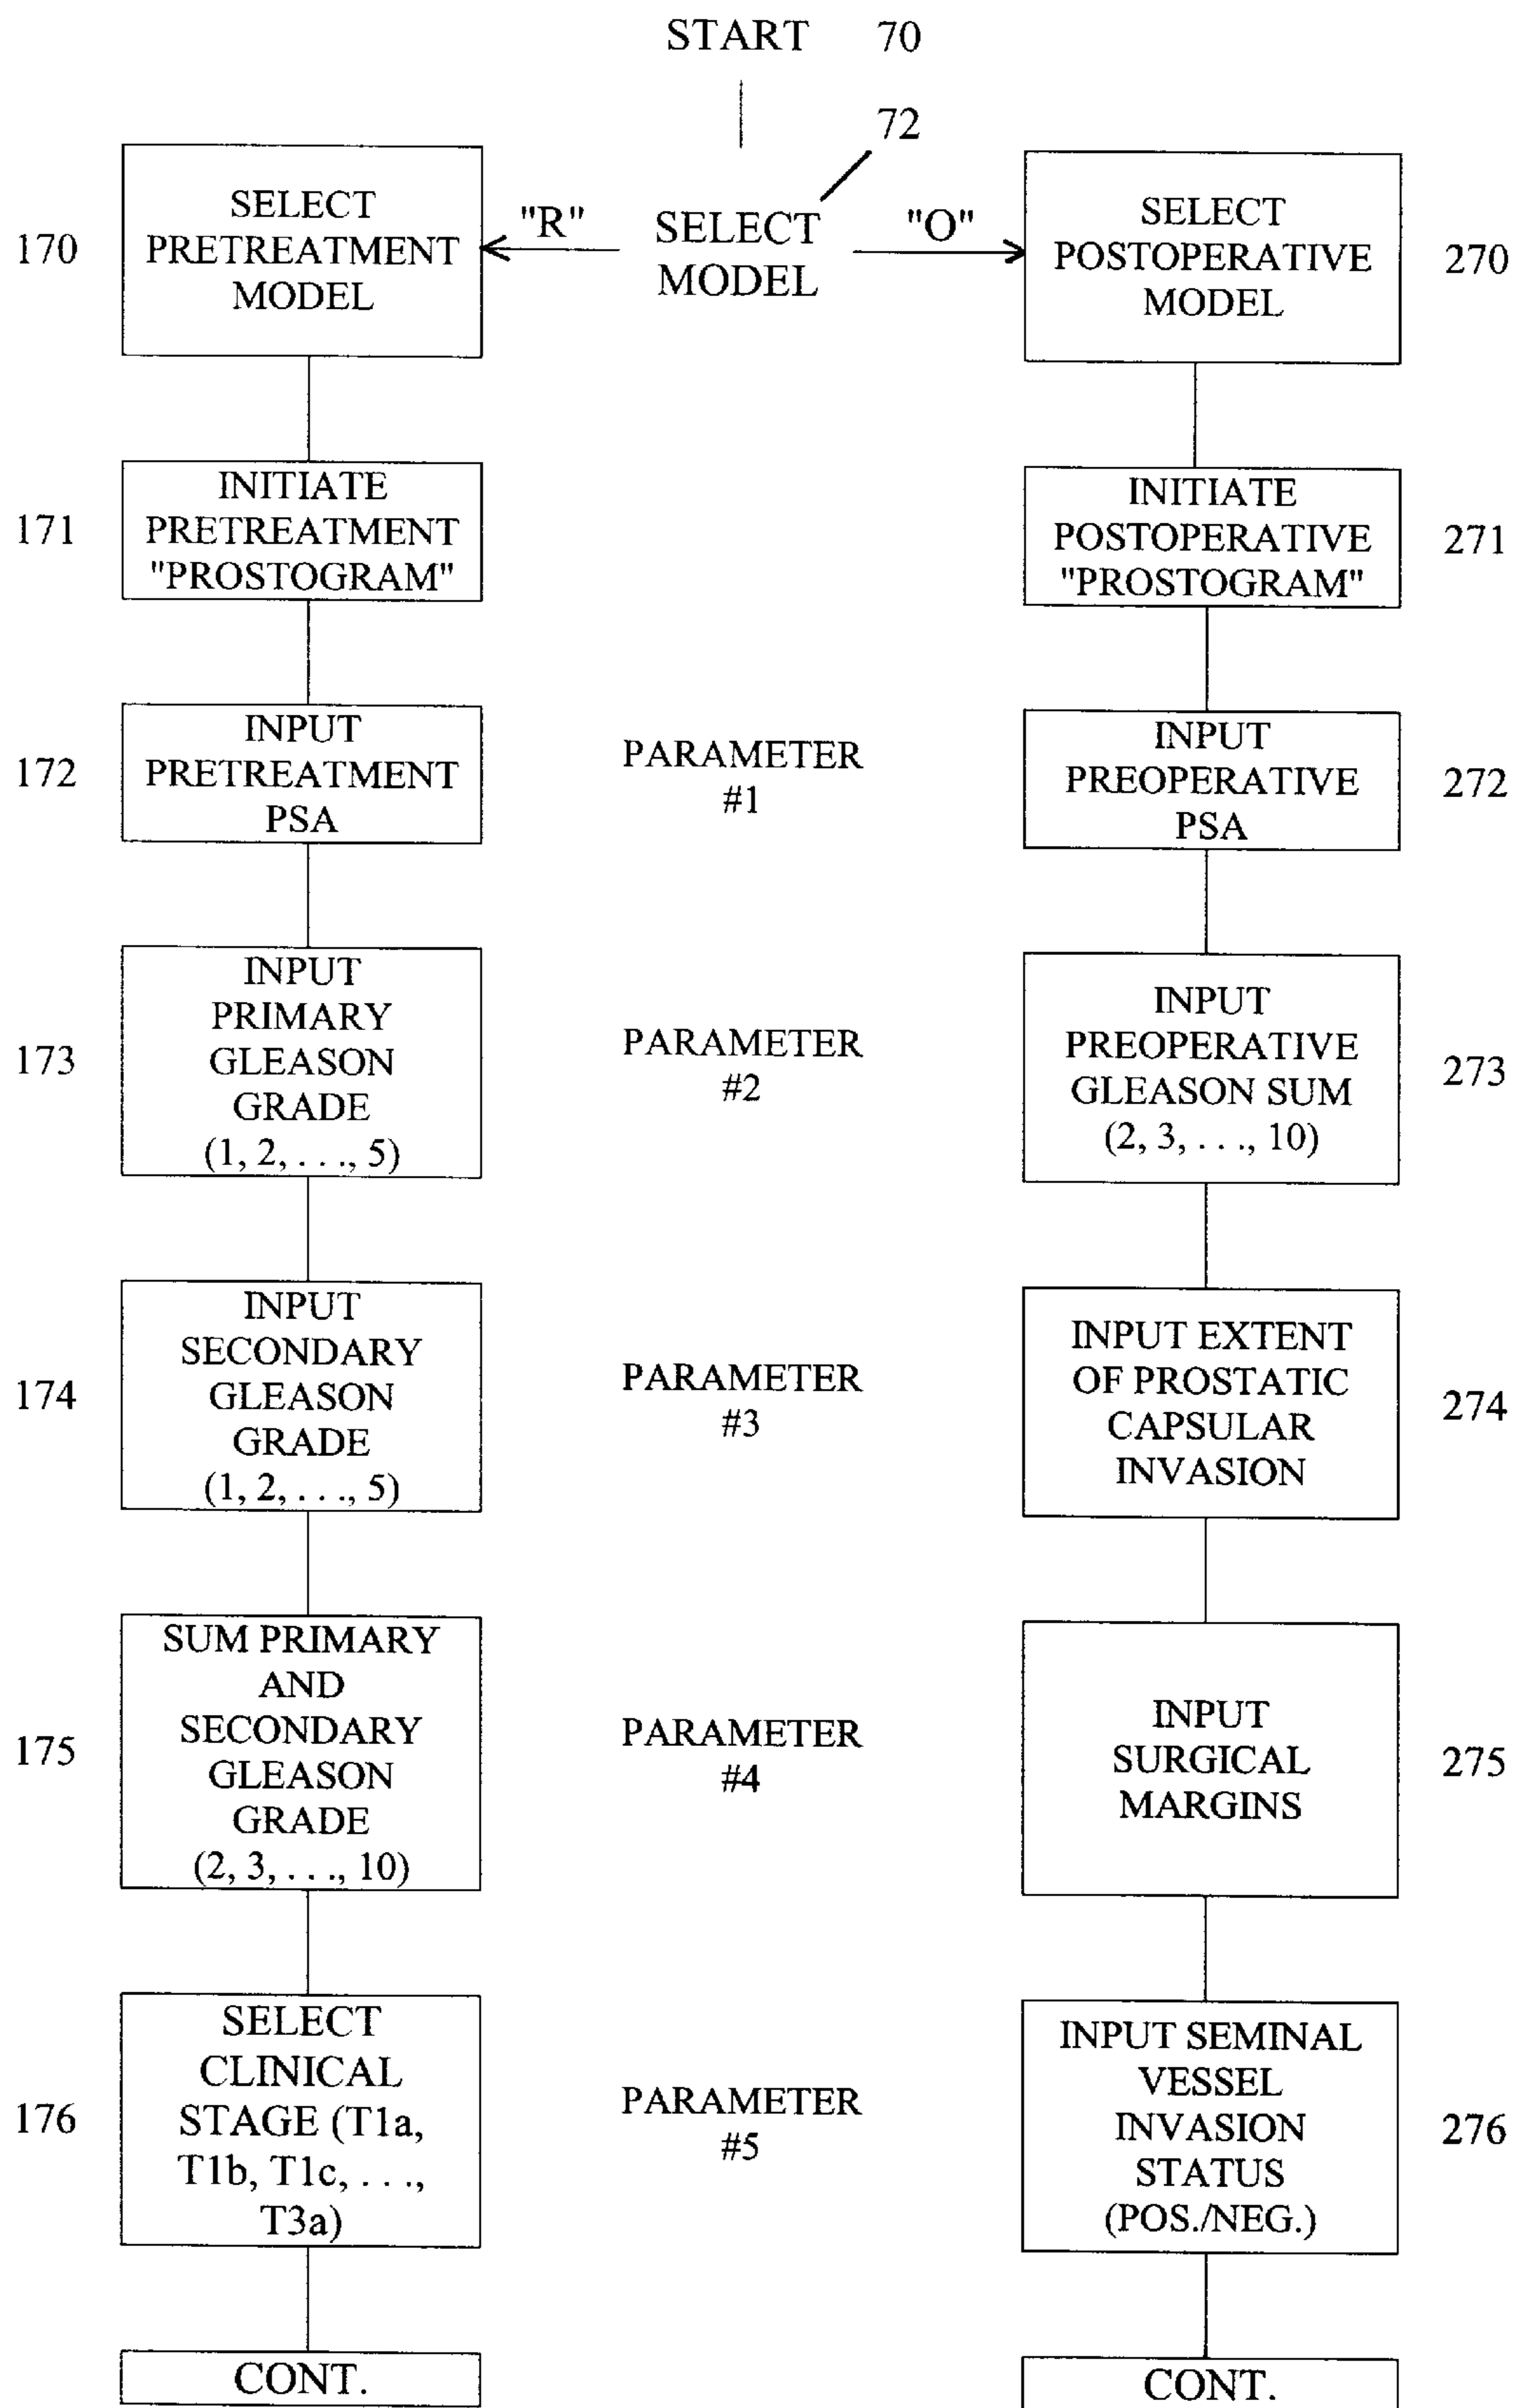 START 70
72
SELECT
PRETREATMENT
MODEL
170
"R"
SELECT
MODEL
"O"
SELECT
POSTOPERATIVE
MODEL
270
171
INITIATE
PRETREATMENT
"PROSTOGRAM"
INITIATE
POSTOPERATIVE
"PROSTOGRAM"
271
172
INPUT
PRETREATMENT
PSA
PARAMETER
#1
INPUT
PREOPERATIVE
PSA
272
173
INPUT
PRIMARY
GLEASON
GRADE
(1, 2, . . ., 5)
PARAMETER
#2
INPUT
PREOPERATIVE
GLEASON SUM
(2, 3, . . ., 10)
273
174
INPUT
SECONDARY
GLEASON
GRADE
(1, 2, . . ., 5)
PARAMETER
#3
INPUT EXTENT
OF PROSTATIC
CAPSULAR
INVASION
274
175
SUM PRIMARY
AND
SECONDARY
GLEASON
GRADE
(2, 3, . . ., 10)
PARAMETER
#4
INPUT
SURGICAL
MARGINS
275
176
SELECT
CLINICAL
STAGE (T1a,
T1b, T1c, . . .,
T3a)
PARAMETER
#5
INPUT SEMINAL
VESSEL
INVASION
STATUS
(POS./NEG.)
276
CONT.
CONT.